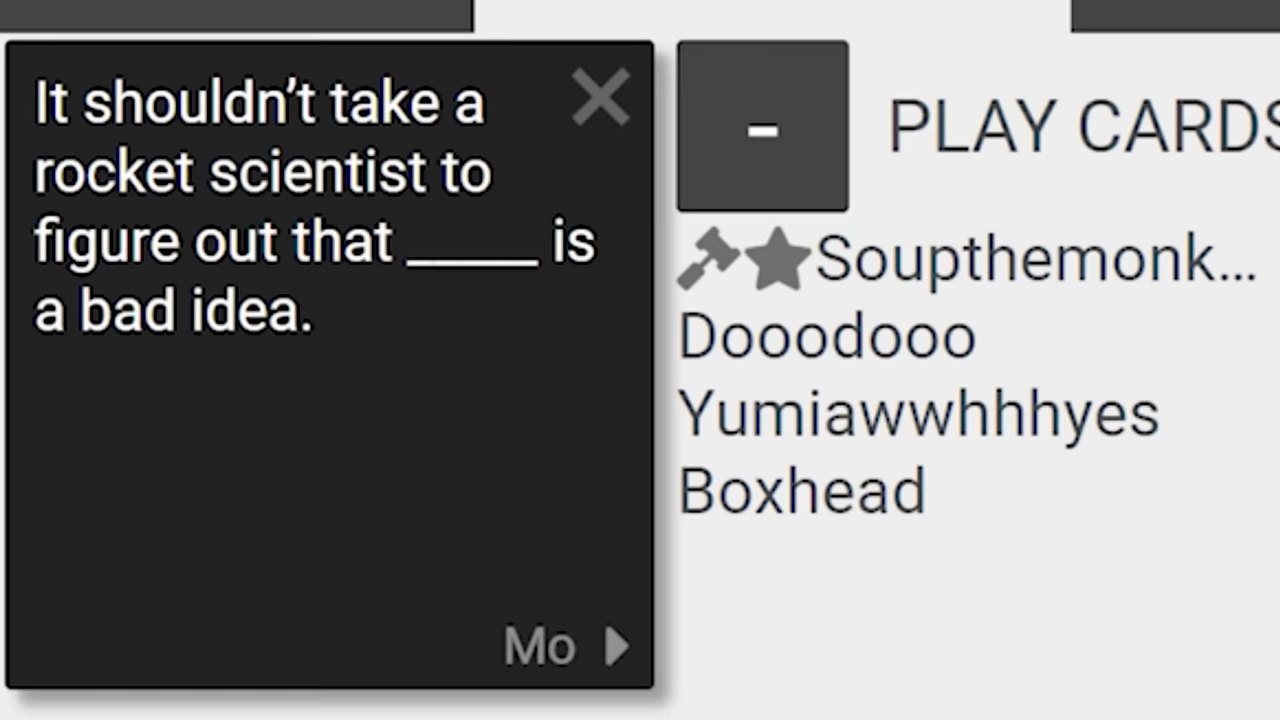 It shouldn’t take a
rocket scientist to
figure out that _____ is
a bad idea.
Mo
-
PLAY CARDS
Soupthemonk...
Dooodooo
Yumiawwhhhyes
Boxhead